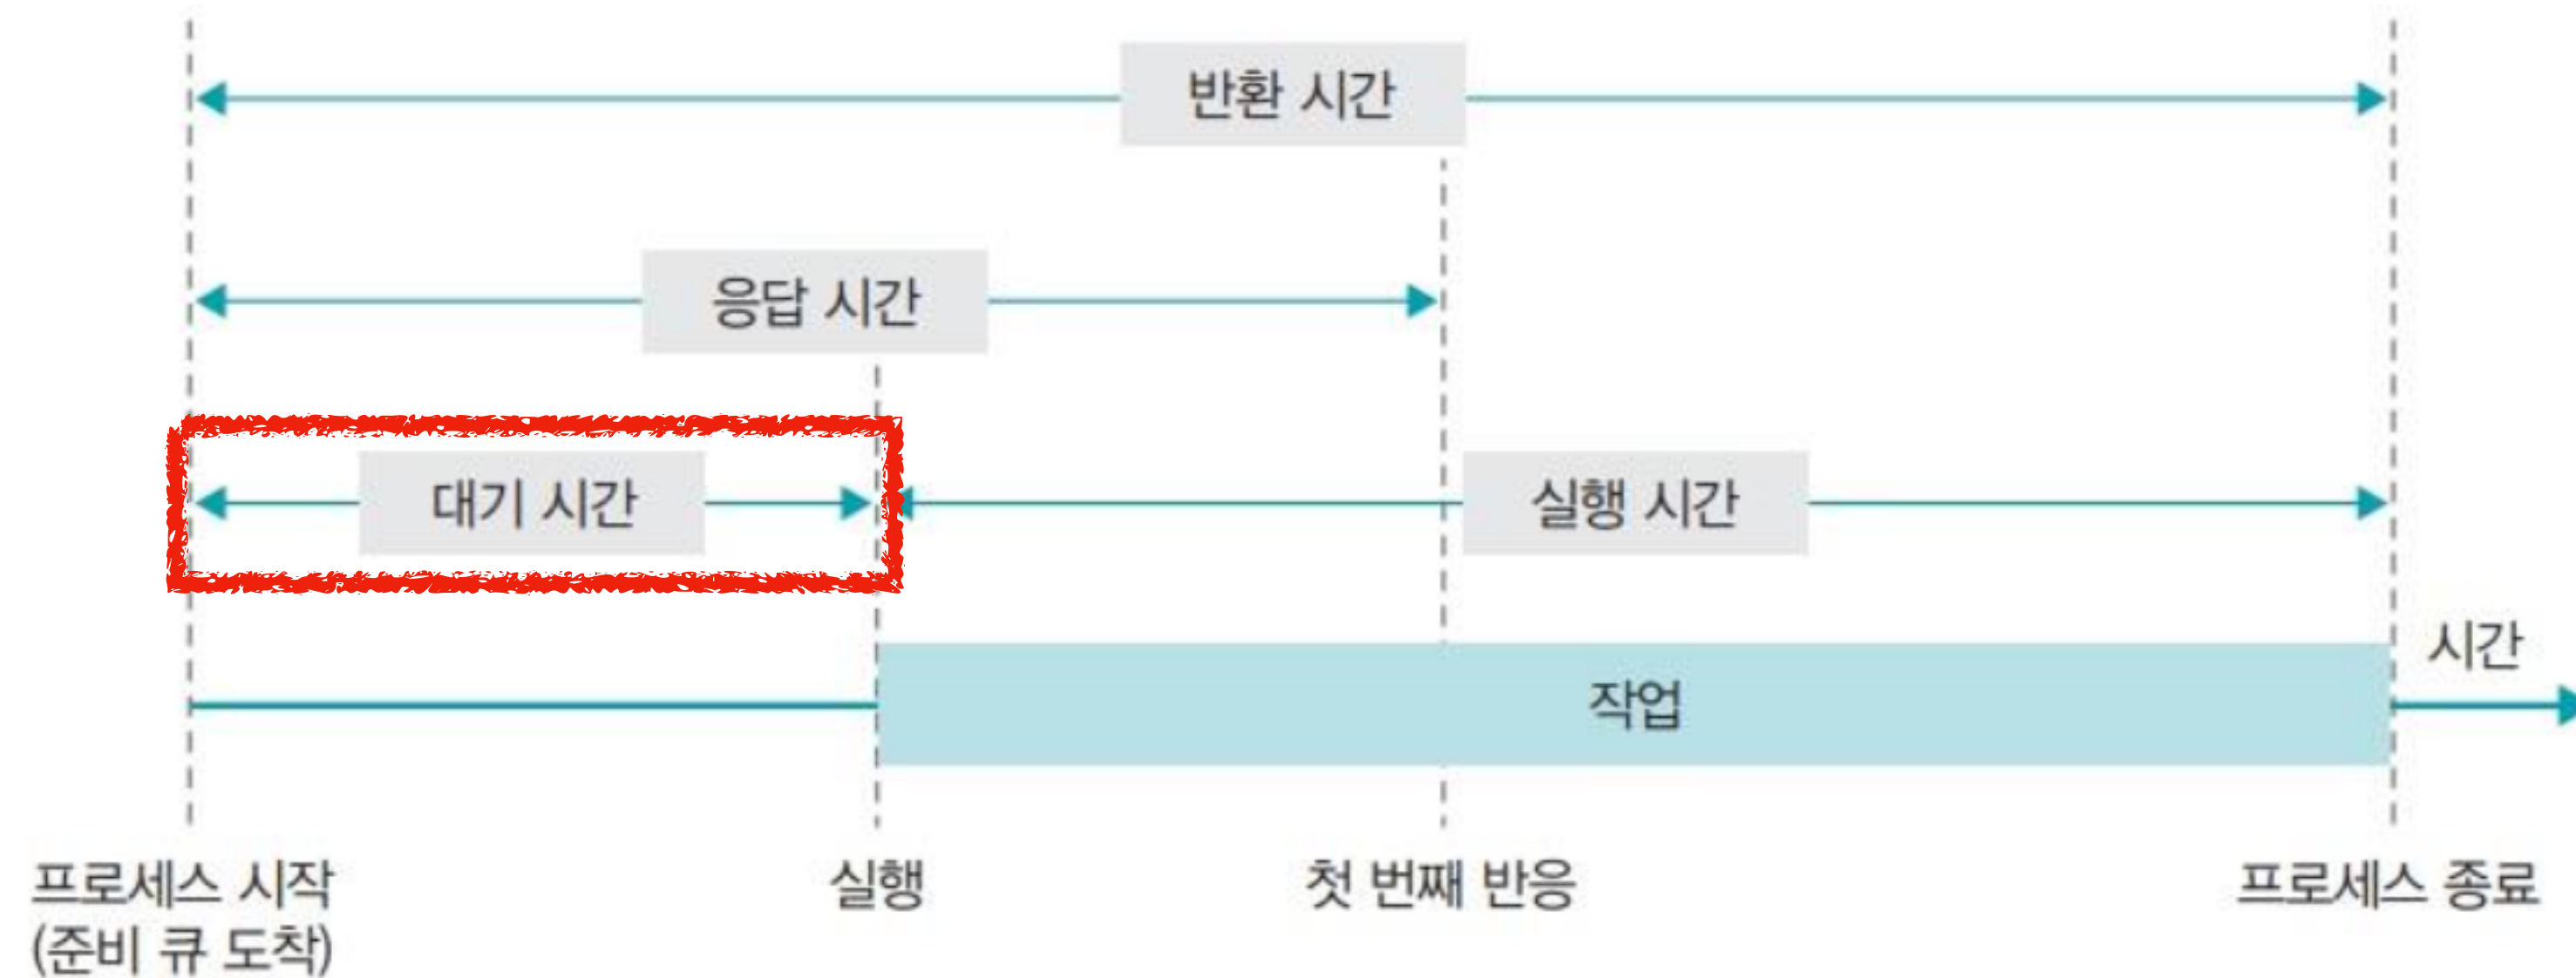 반환 시간
응답 시간
대기 시간
실행 시간
시간
작업
프로세스 시작
(준비 큐 도착)
실행
첫 번째 반응
프로세스 종료